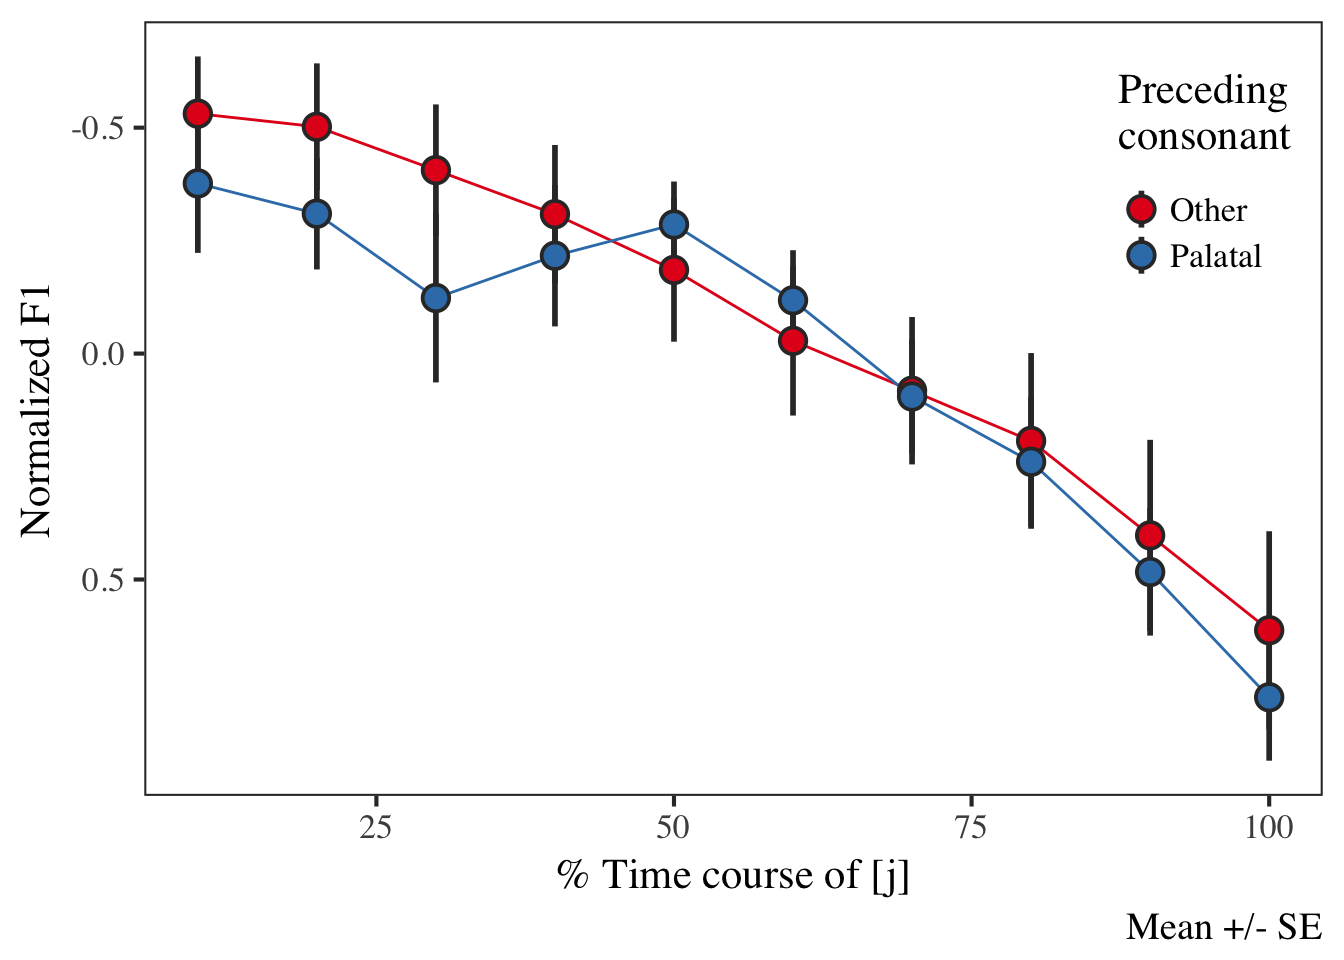 Preceding
consonant
Other
Palatal
Normalized F1
-0.5
0.0
0.5
25
50
75
100
% Time course of [j]
Mean +/- SE